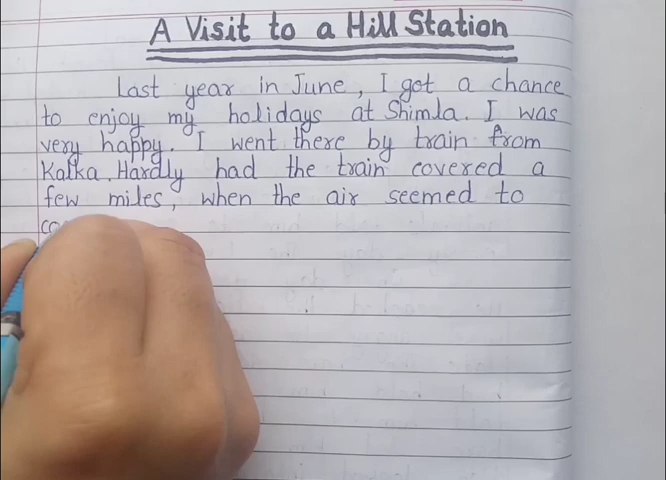 A Visit to a Hill Station
Last year in June, I got a chance
to enjoy my holidays at Shimla. I was
very happy. I went there by train from
Kalka. Hardly had the train covered a
few miles, when the air seemed to